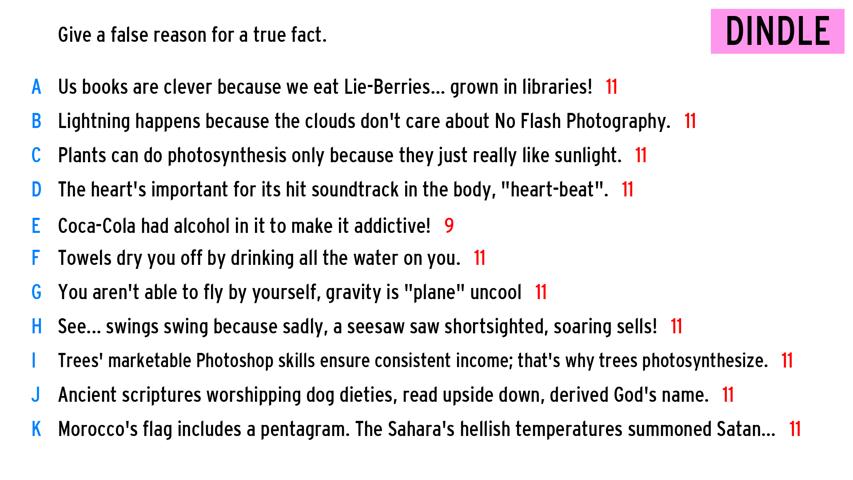 Give a false reason for a true fact.
DINDLE
A Us books are clever because we eat Lie-Berries... grown in libraries! 11
B Lightning happens because the clouds don't care about No Flash Photography. 11
C Plants can do photosynthesis only because they just really like sunlight. 11
D The heart's important for its hit soundtrack in the body, "heart-beat". 11
E Coca-Cola had alcohol in it to make it addictive! 9
F Towels dry you off by drinking all the water on you. 11
G You aren't able to fly by yourself, gravity is "plane" uncool 11
H See... swings swing because sadly, a seesaw saw shortsighted, soaring sells! 11
I Trees' marketable Photoshop skills ensure consistent income; that's why trees photosynthesize. 11
J Ancient scriptures worshipping dog dieties, read upside down, derived God's name. 11
K Morocco's flag includes a pentagram. The Sahara's hellish temperatures summoned Satan... 11